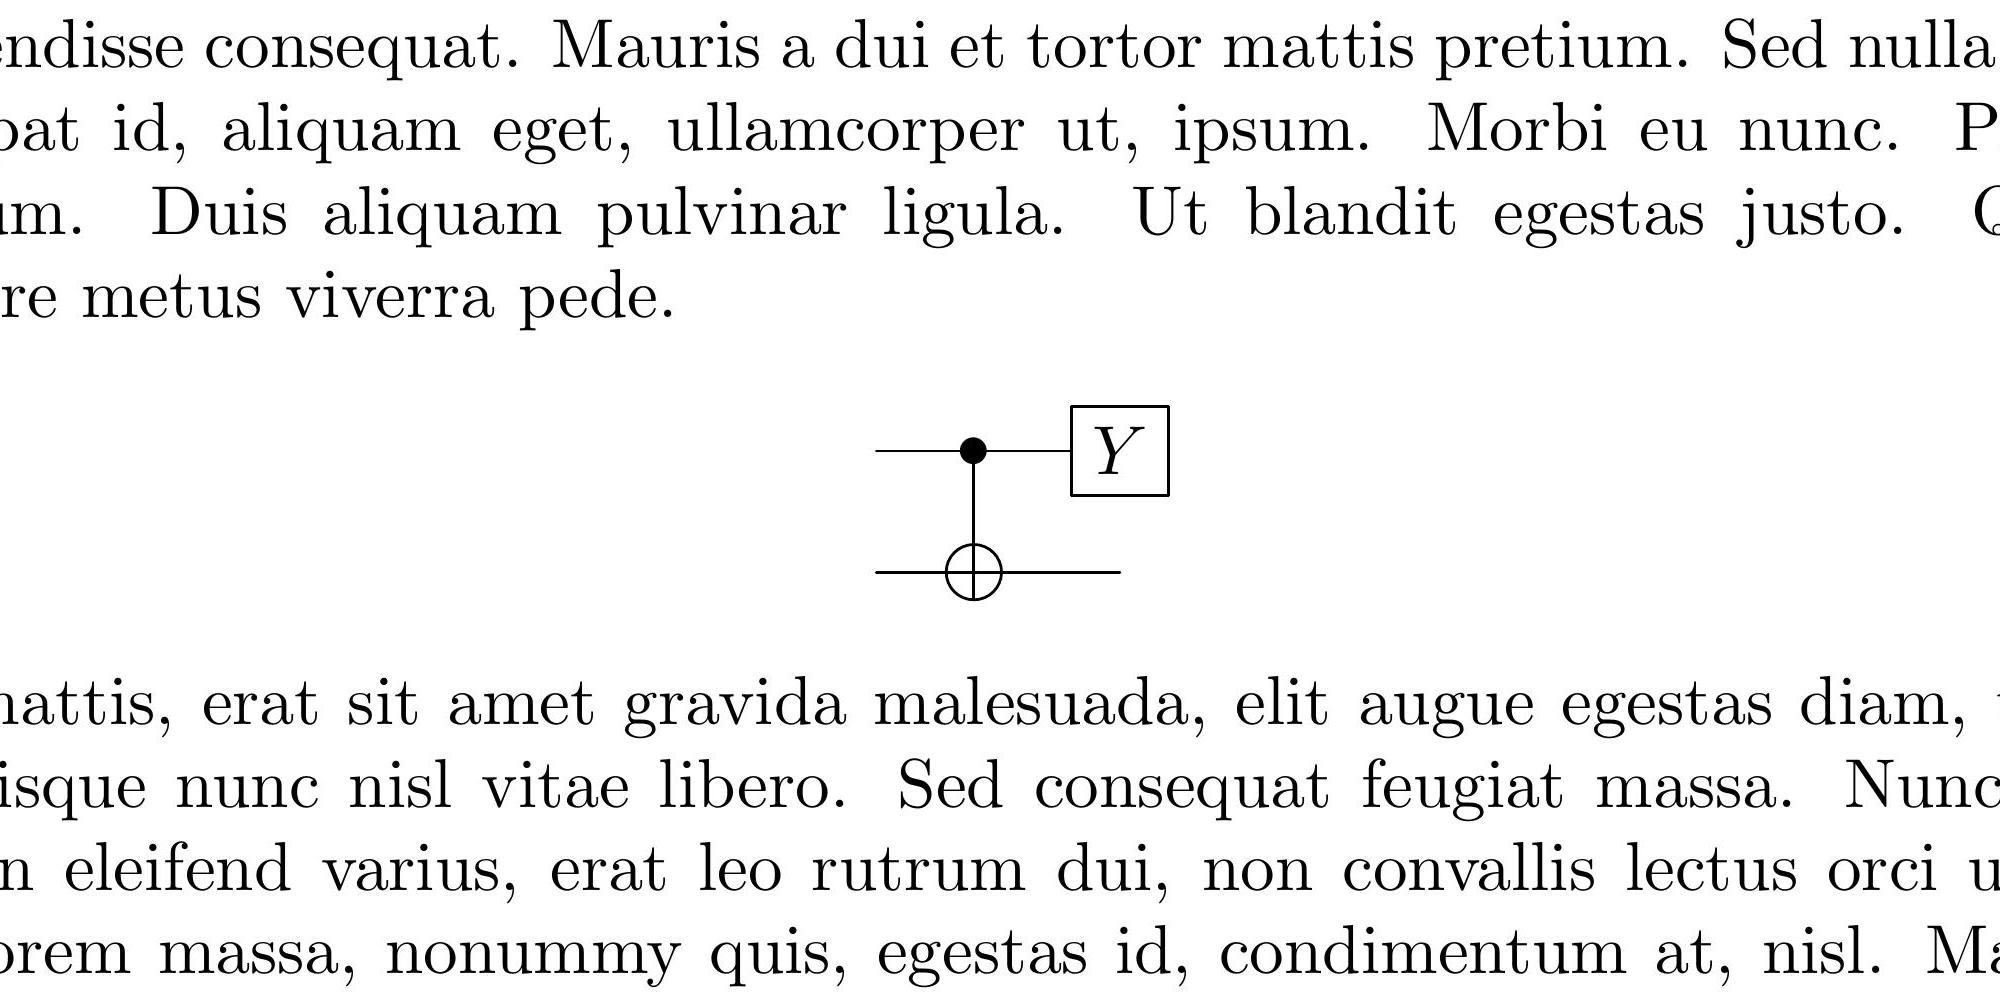 endisse consequat. Mauris a dui et tortor mattis pretium. Sed nulla
pat id, aliquam eget, ullamcorper ut, ipsum. Morbi eu nunc. P
um. Duis aliquam pulvinar ligula. Ut blandit egestas justo. Q
re metus viverra pede.
Y
mattis, erat sit amet gravida malesuada, elit augue egestas diam,
isque nunc nisl vitae libero. Sed consequat feugiat massa. Nunc
n eleifend varius, erat leo rutrum dui, non convallis lectus orci u
orem massa, nonummy quis, egestas id, condimentum at, nisl. Ma